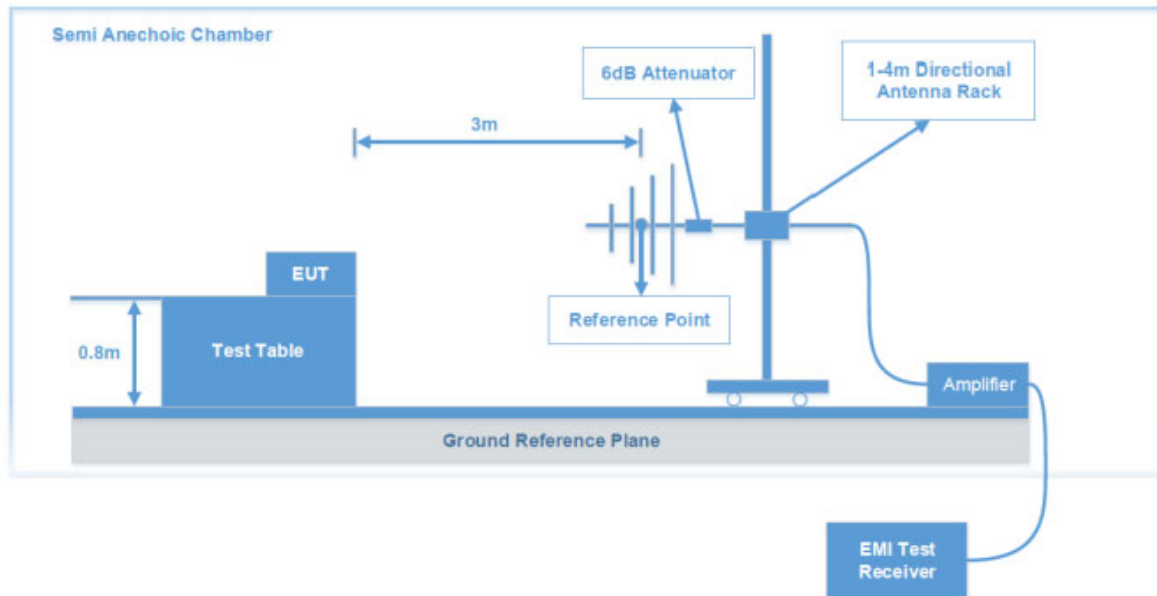 Semi Anechoic Chamber
6dB Attenuator
1-4m Directional
Antenna Rack
3m
EUT
Reference Point
0.8m
Test Table
Amplifier
Ground Reference Plane
EMI Test
Receiver